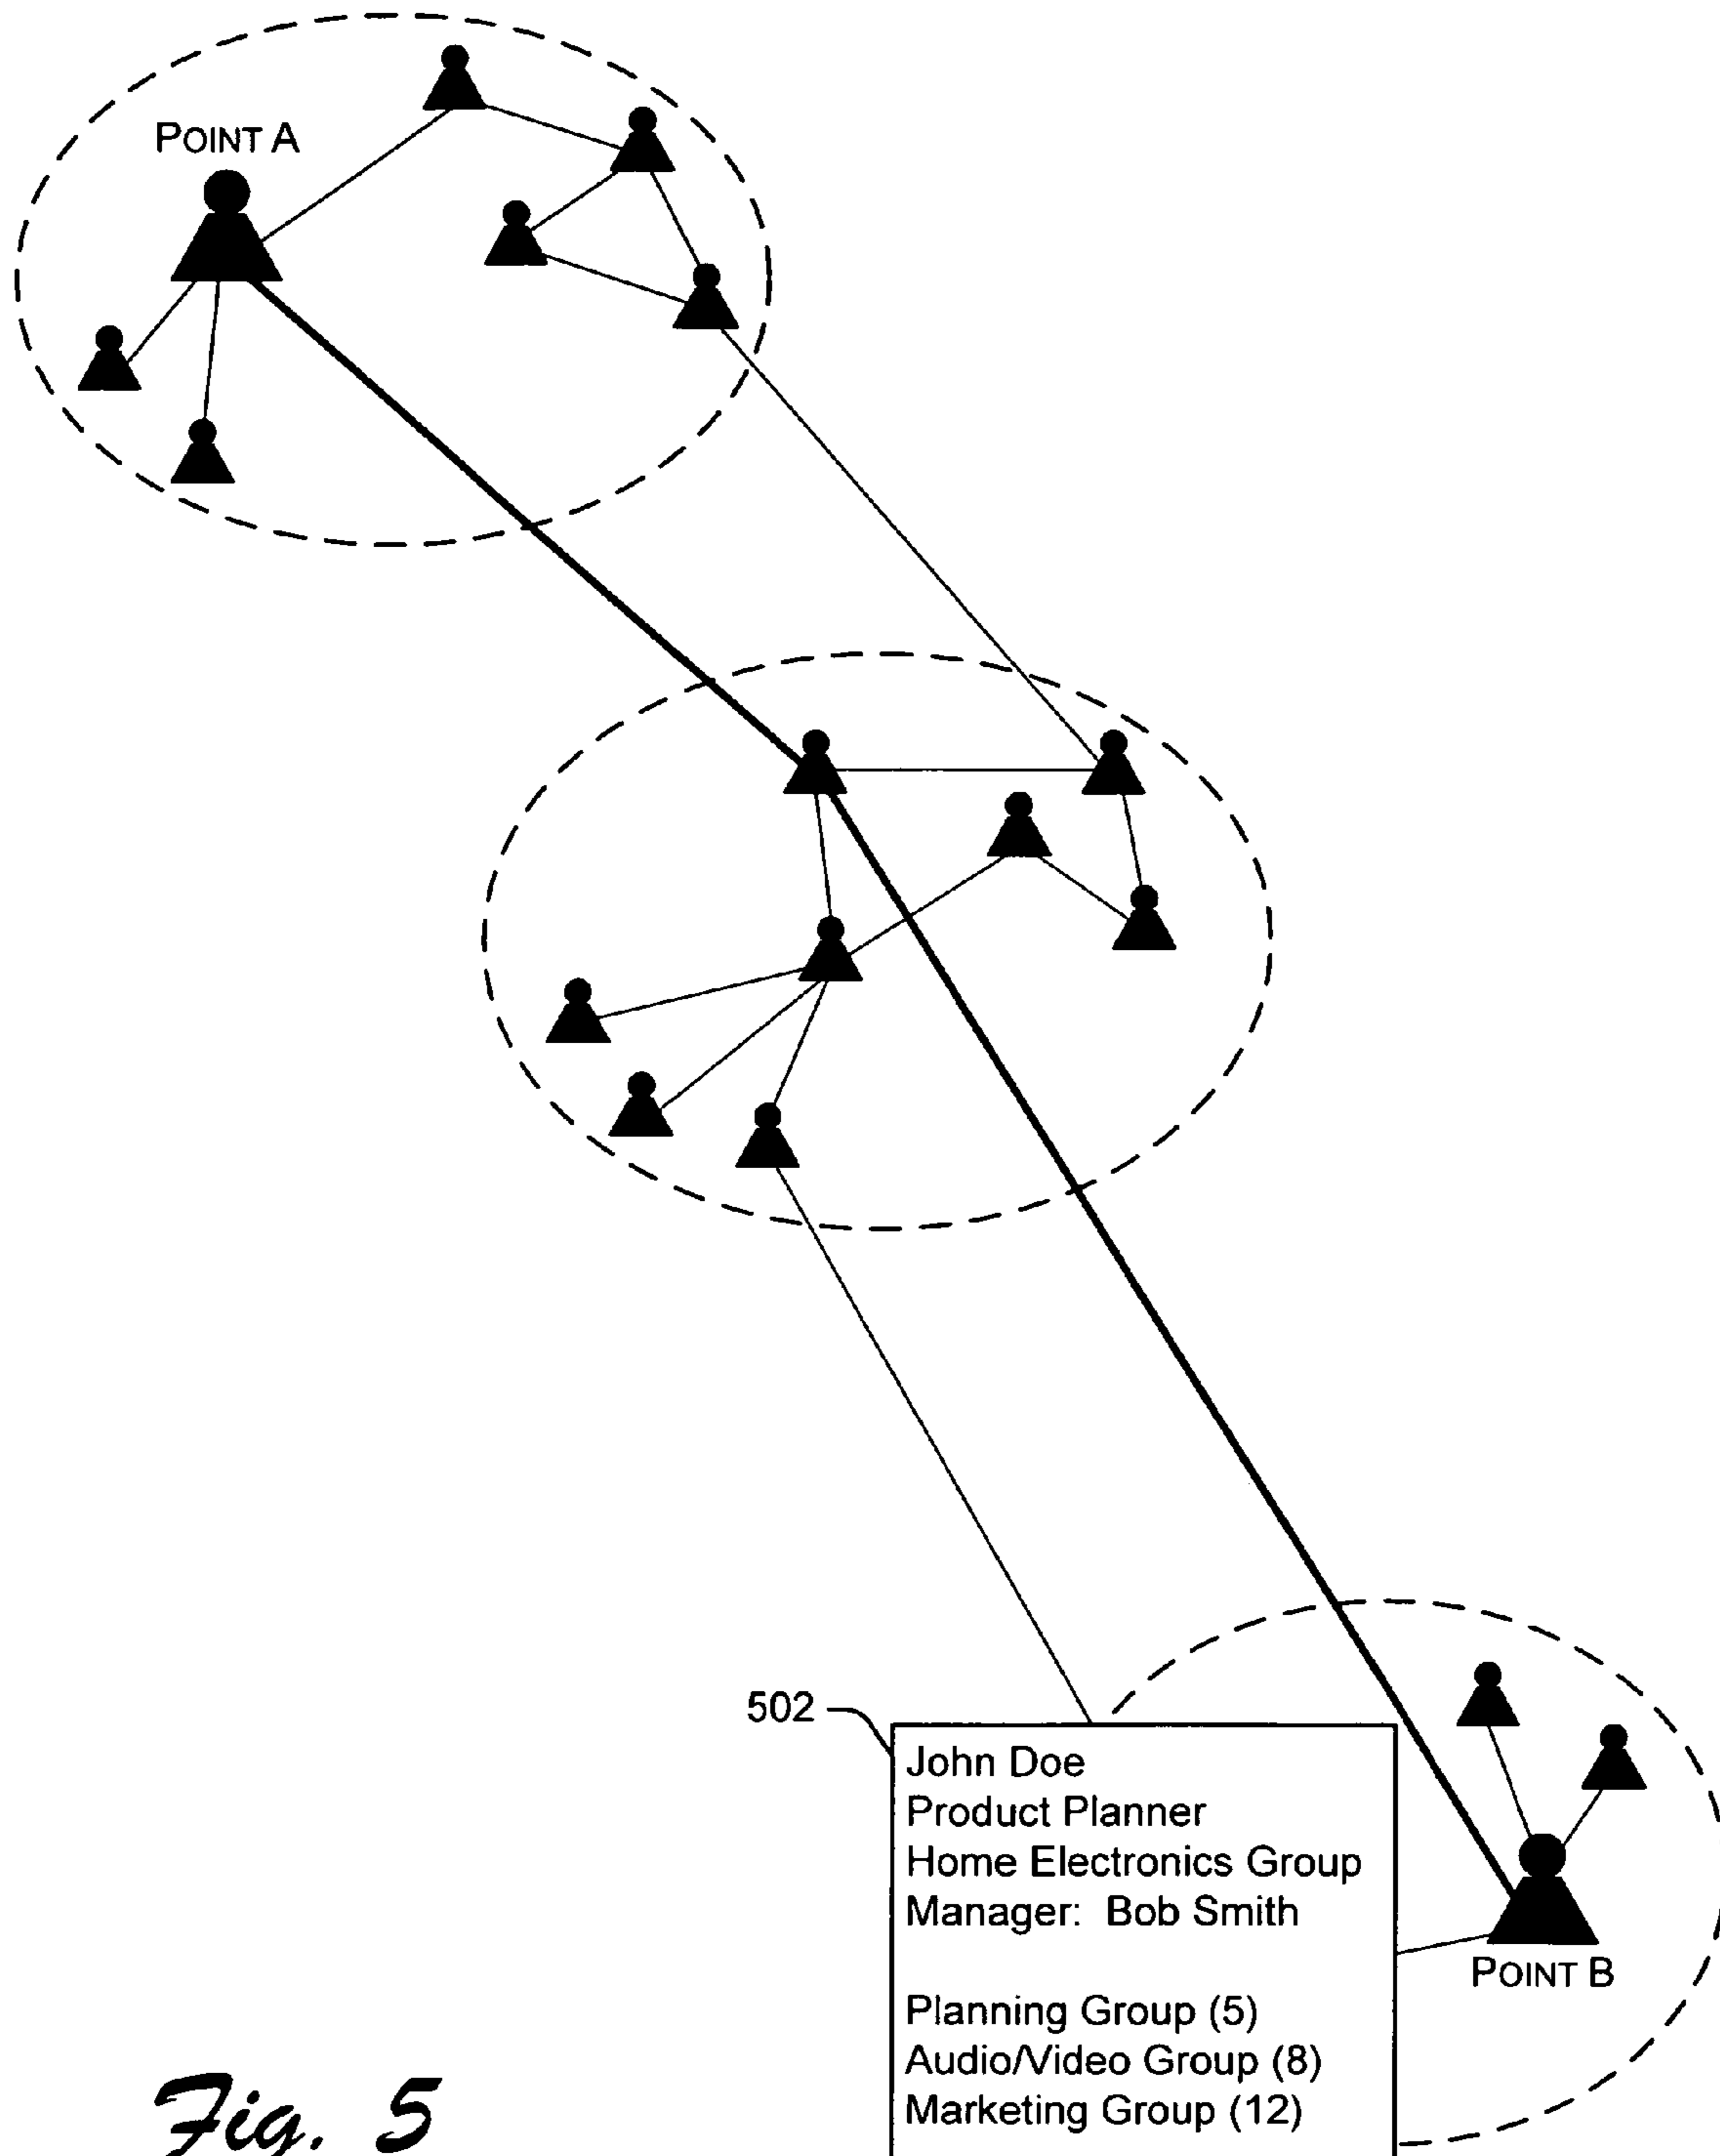 POINT A
502
John Doe
Product Planner
Home Electronics Group
Manager: Bob Smith
POINT B
Planning Group (5)
Audio/Video Group (8)
Marketing Group (12)
Fig. 5